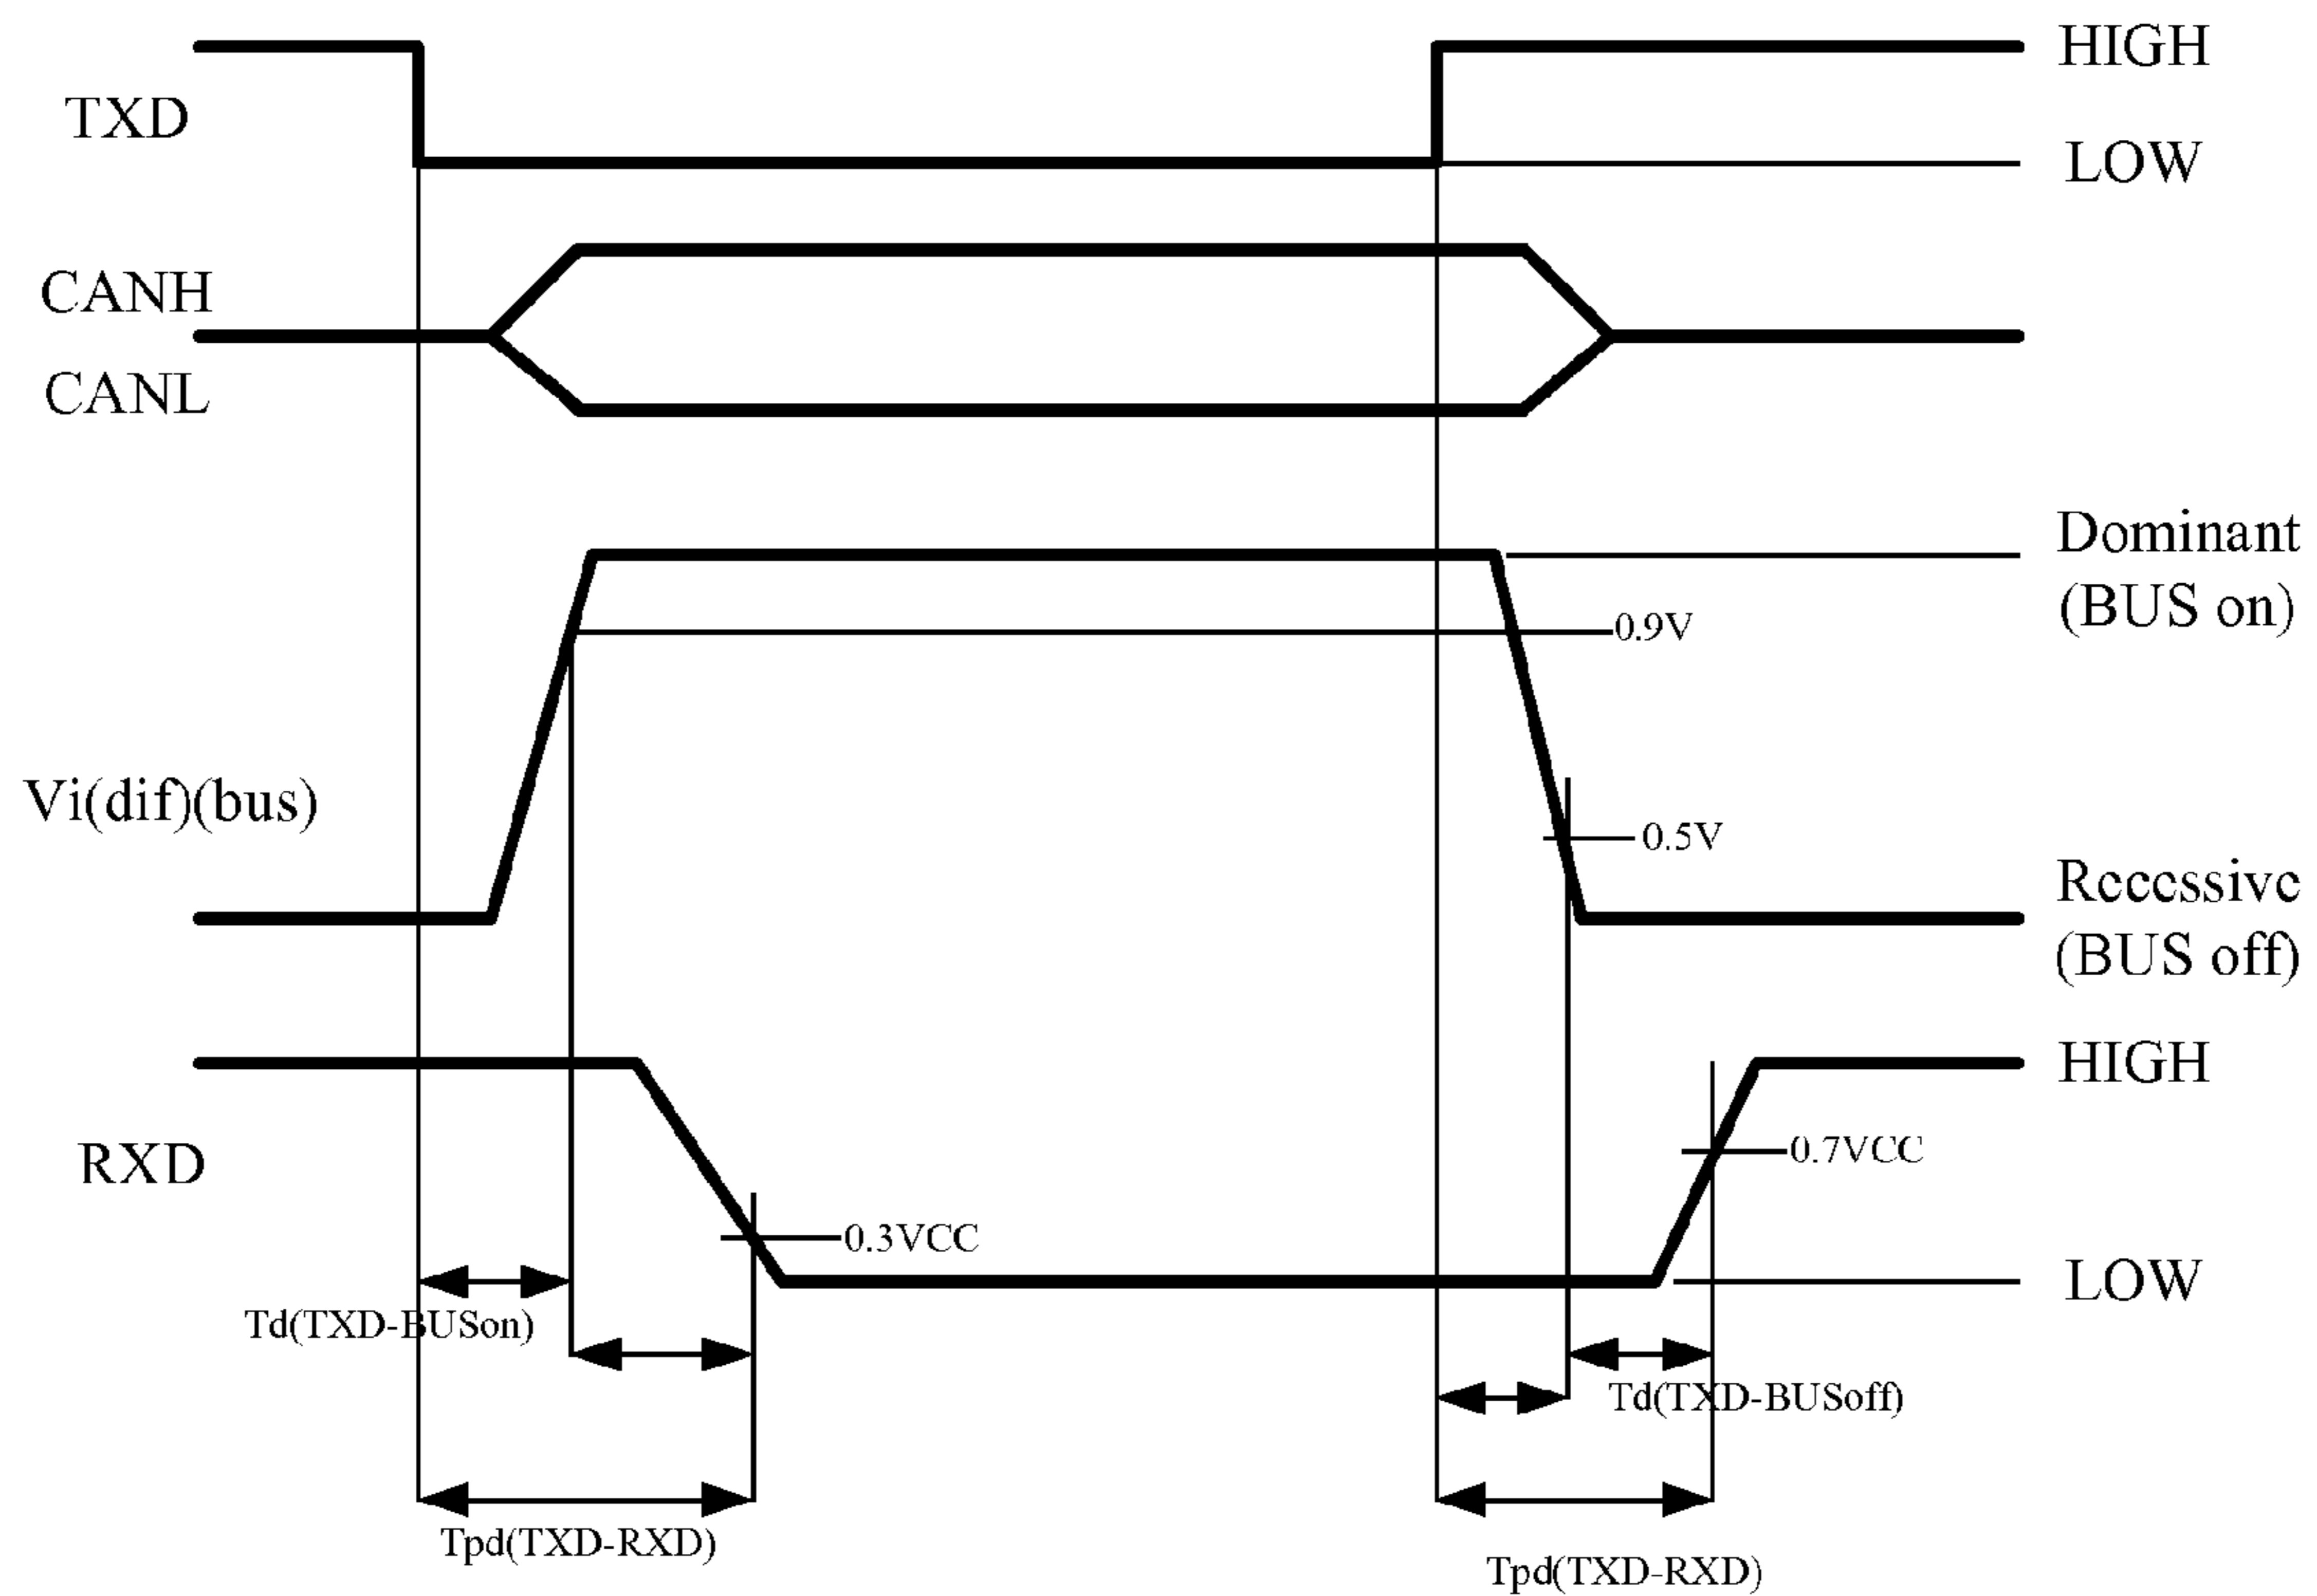 TXD
HIGH
LOW
CANH
CANL
Dominant
(BUS on)
0.9V
Vi(dif)(bus)
0.5V
Recessive
(BUS off)
RXD
HIGH
0.7VCC
0.3VCC
LOW
Td(TXD-BUSon)
Td(TXD-BUSoff)
Tpd(TXD-RXD)
Tpd(TXD-RXD)